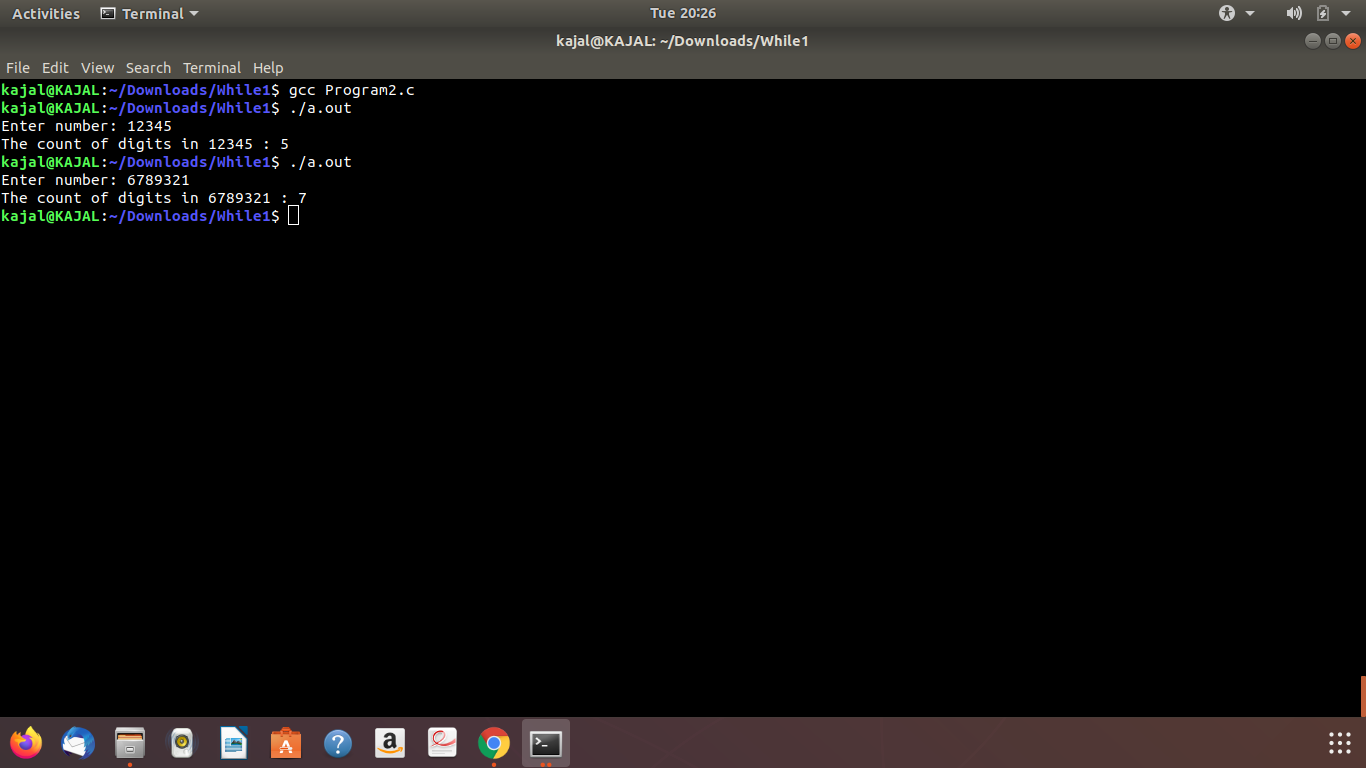 Activities Terminal Tue 20:26
kajal@KAJAL: ~/Downloads/While1
File Edit View Search Terminal Help
kajal@KAJAL:~/Downloads/While1$ gcc Program2.c
kajal@KAJAL:~/Downloads/While1$ ./a.out
Enter number: 12345
The count of digits in 12345 : 5
kajal@KAJAL:~/Downloads/While1$ ./a.out
Enter number: 6789321
The count of digits in 6789321 : 7
kajal@KAJAL:~/Downloads/While1$